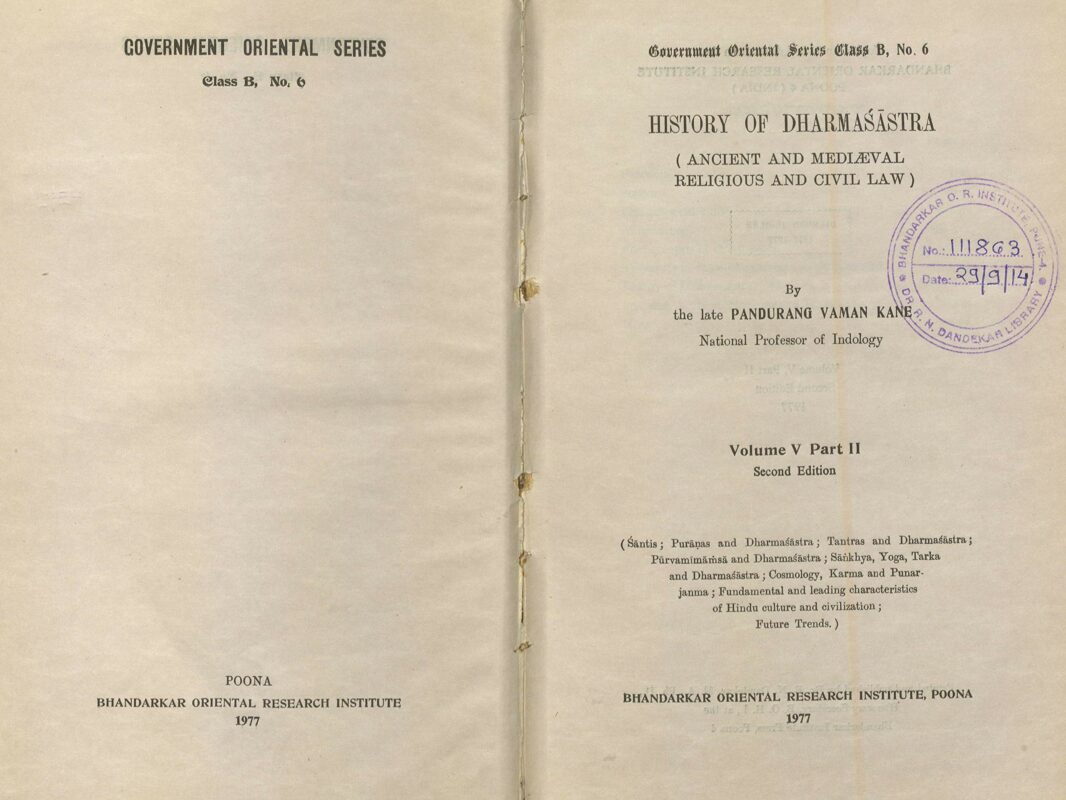 GOVERNMENT ORIENTAL SERIES
Class B, No. 6
POONA
BHANDARKAR ORIENTAL RESEARCH INSTITUTE
1977
Government Oriental Series Class B, No. 6
HISTORY OF DHARMAŚĀSTRA
( ANCIENT AND MEDIÆVAL
RELIGIOUS AND CIVIL LAW )
BHANDARKAR O. R. INSTITUTE, PUNE-4.
No.: 111863
Date: 29/9/14
DR. R. N. DANDEKAR LIBRARY
By
the late PANDURANG VAMAN KANE
National Professor of Indology
Volume V Part II
Second Edition
( Śāntis ; Purāṇas and Dharmaśāstra ; Tantras and Dharmaśāstra ;
Pūrvamīmāṁsā and Dharmaśāstra ; Sāṅkhya, Yoga, Tarka
and Dharmaśāstra ; Cosmology, Karma and Punar-
janma ; Fundamental and leading characteristics
of Hindu culture and civilization ;
Future Trends. )
BHANDARKAR ORIENTAL RESEARCH INSTITUTE, POONA
1977